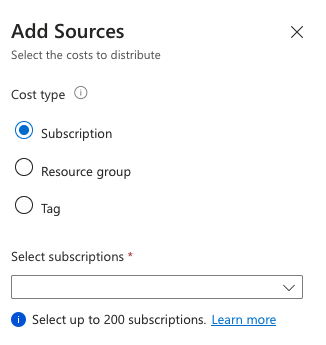 Add Sources
Select the costs to distribute
Cost type
Subscription
Resource group
Tag
Select subscriptions *
Select up to 200 subscriptions. Learn more